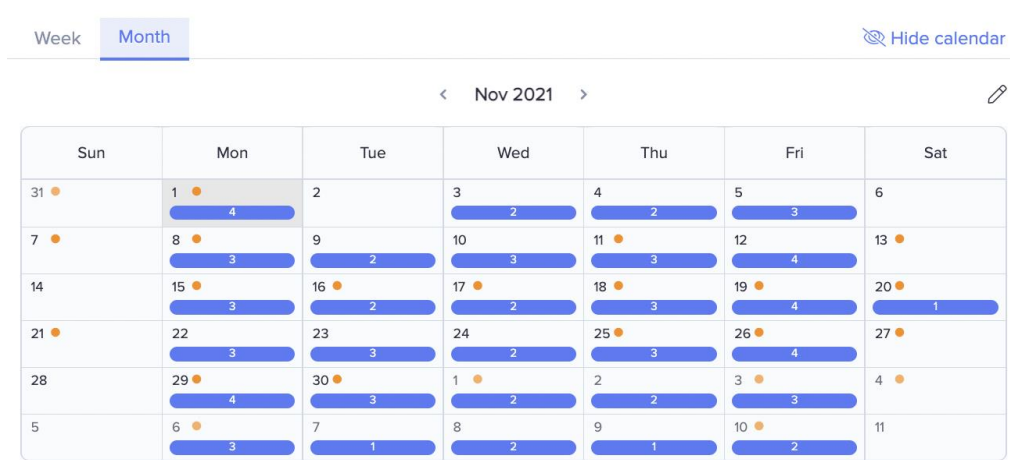 Week Month Hide calendar
Nov 2021
Sun Mon Tue Wed Thu Fri Sat
31 1 2 3 4 5 6
4 2 2 3
7 8 9 10 11 12 13
3 2 3 3 4
14 15 16 17 18 19 20
3 2 2 3 4 1
21 22 23 24 25 26 27
3 3 2 3 4
28 29 30 1 2 3 4
4 3 2 2 3
5 6 7 8 9 10 11
3 1 2 1 2